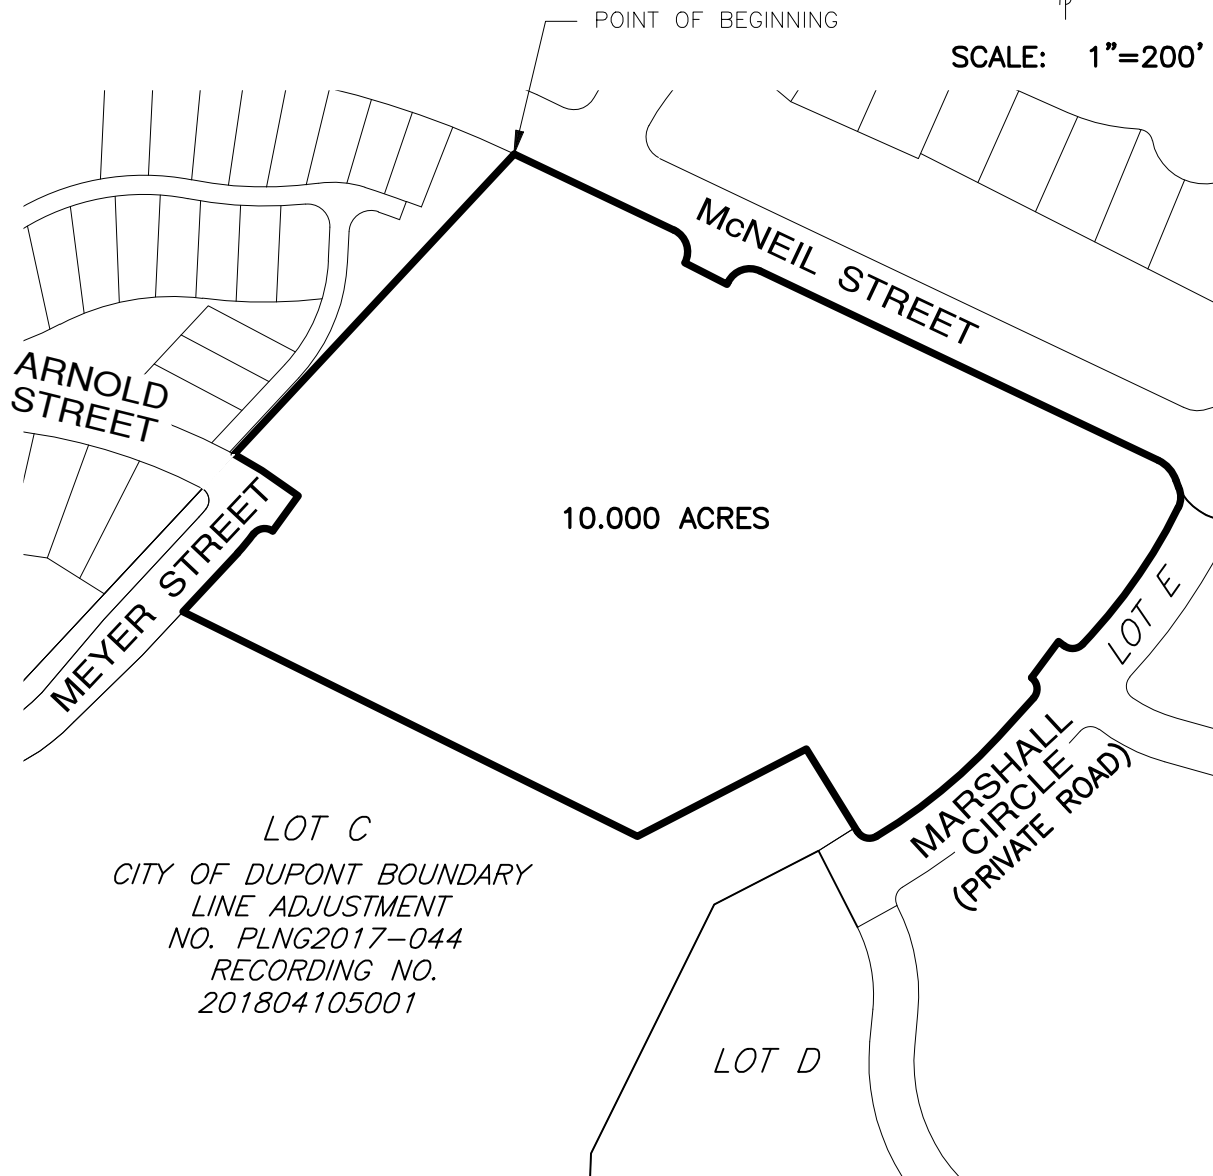 POINT OF BEGINNING
SCALE: 1"=200'
McNEIL STREET
ARNOLD
STREET
10.000 ACRES
MEYER STREET
LOT E
MARSHALL
CIRCLE
(PRIVATE ROAD)
LOT C
CITY OF DUPONT BOUNDARY
LINE ADJUSTMENT
NO. PLNG2017-044
RECORDING NO.
201804105001
LOT D